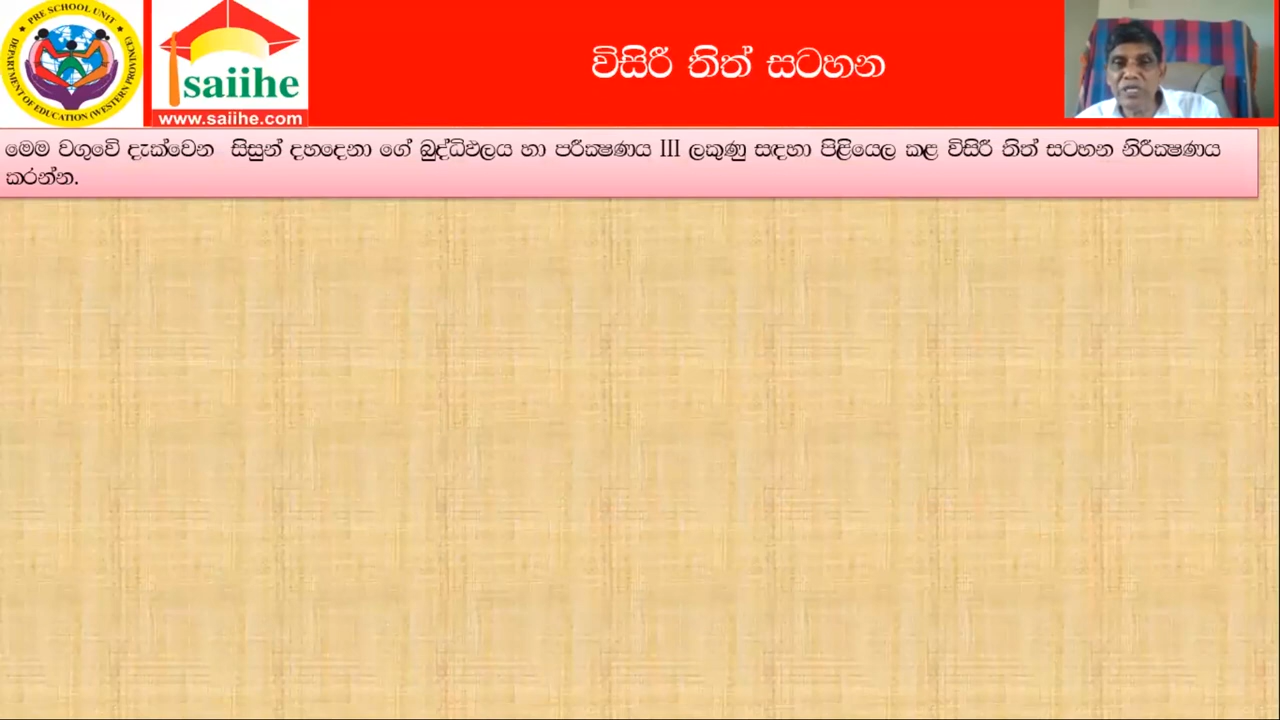 PRE SCHOOL UNIT
DEPARTMENT OF EDUCATION (WESTERN PROVINCE)
saiihe
www.saiihe.com
විසිරී තිත් සටහන
මෙම වගුවේ දැක්වෙන සිසුන් දහදෙනා ගේ බුද්ධිඵලය හා පරීක්ෂණය III ලකුණු සඳහා පිළියෙල කළ විසිරී තිත් සටහන නිරීක්ෂණය
කරන්න.